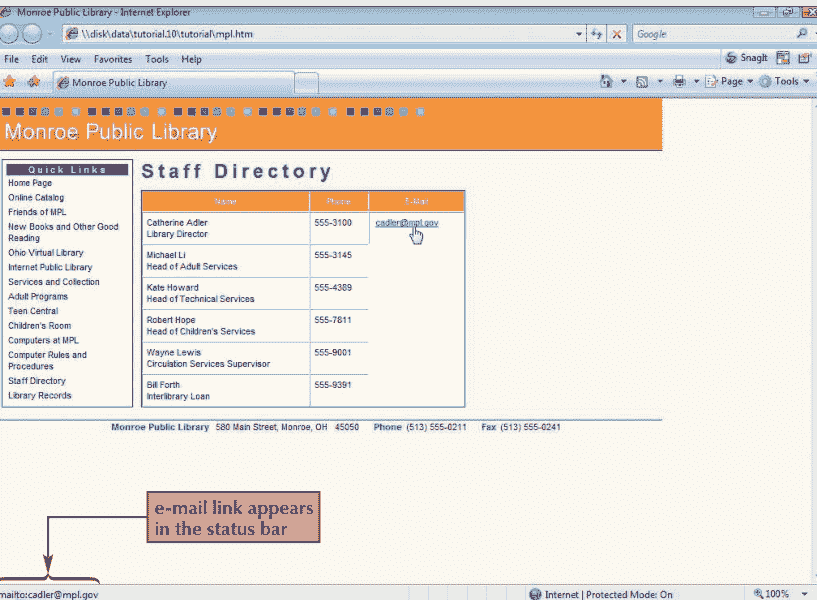 Monroe Public Library - Internet Explorer
\\disk\data\tutorial.10\tutorial\mpl.htm
Google
File Edit View Favorites Tools Help
SnagIt
Monroe Public Library
Page Tools
Monroe Public Library
Quick Links
Home Page
Online Catalog
Friends of MPL
New Books and Other Good
Reading
Ohio Virtual Library
Internet Public Library
Services and Collection
Adult Programs
Teen Central
Children's Room
Computers at MPL
Computer Rules and
Procedures
Staff Directory
Library Records
Staff Directory
Name Phone E-Mail
Catherine Adler 555-3100 cadler@mpl.gov
Library Director
Michael Li 555-3145
Head of Adult Services
Kate Howard 555-4389
Head of Technical Services
Robert Hope 555-7811
Head of Children's Services
Wayne Lewis 555-9001
Circulation Services Supervisor
Bill Forth 555-9391
Interlibrary Loan
Monroe Public Library 580 Main Street, Monroe, OH 45050 Phone (513) 555-0211 Fax (513) 555-0241
e-mail link appears
in the status bar
mailto:cadler@mpl.gov
Internet | Protected Mode: On
100%